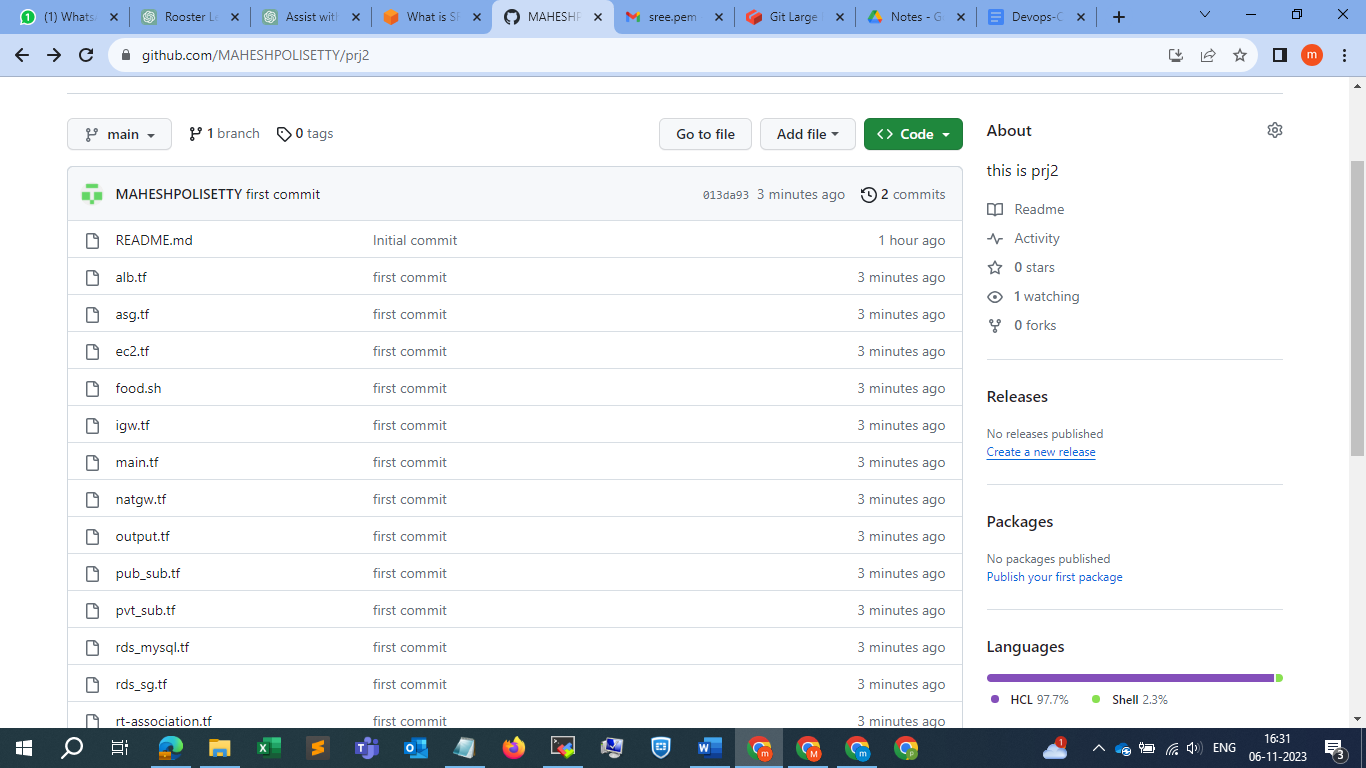 (1) Whats
Rooster Le
Assist with
What is SF
MAHESHP
sree.pem
Git Large
Notes - G
Devops-C
github.com/MAHESHPOLISETTY/prj2
m
main
1 branch
0 tags
Go to file
Add file
Code
MAHESHPOLISETTY first commit
013da93 3 minutes ago
2 commits
README.md Initial commit 1 hour ago
alb.tf first commit 3 minutes ago
asg.tf first commit 3 minutes ago
ec2.tf first commit 3 minutes ago
food.sh first commit 3 minutes ago
igw.tf first commit 3 minutes ago
main.tf first commit 3 minutes ago
natgw.tf first commit 3 minutes ago
output.tf first commit 3 minutes ago
pub_sub.tf first commit 3 minutes ago
pvt_sub.tf first commit 3 minutes ago
rds_mysql.tf first commit 3 minutes ago
rds_sg.tf first commit 3 minutes ago
rt-association.tf first commit 3 minutes ago
About
this is prj2
Readme
Activity
0 stars
1 watching
0 forks
Releases
No releases published
Create a new release
Packages
No packages published
Publish your first package
Languages
HCL 97.7%
Shell 2.3%
ENG
16:31
06-11-2023
3